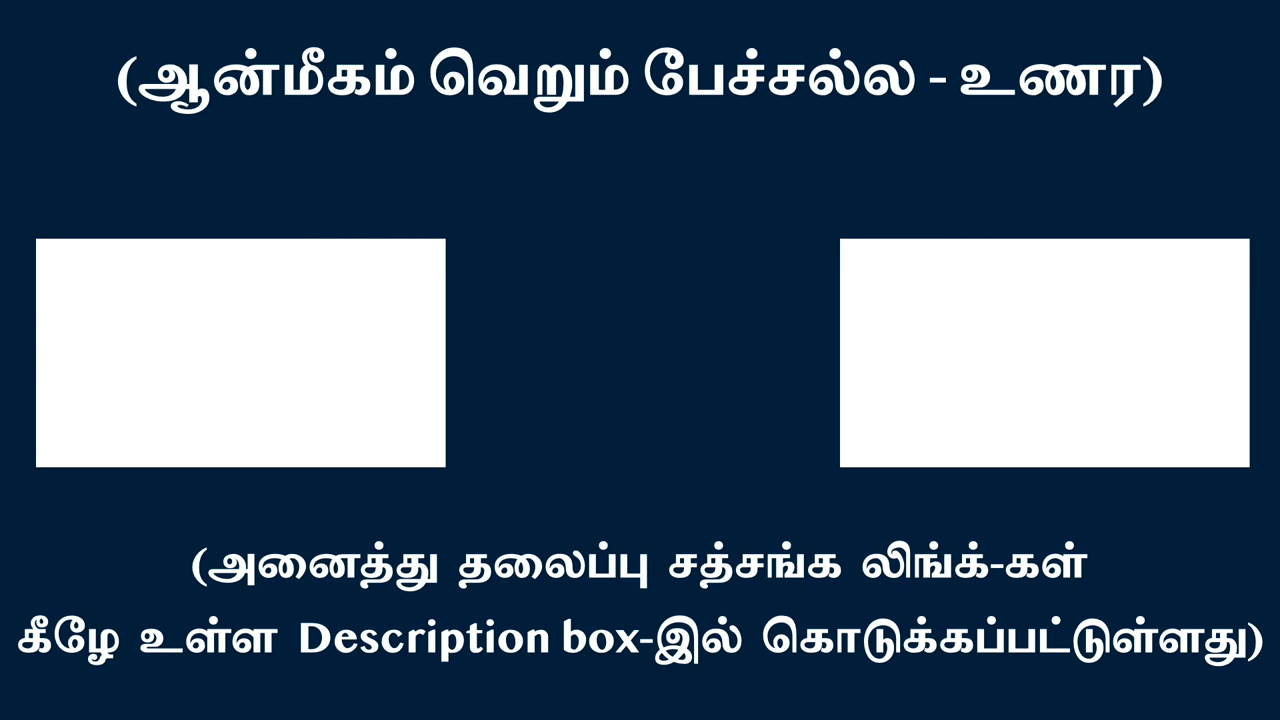 (ஆன்மீகம் வெறும் பேச்சல்ல - உணர)
(அனைத்து தலைப்பு சத்சங்க லிங்க்-கள்
கீழே உள்ள Description box-இல் கொடுக்கப்பட்டுள்ளது)